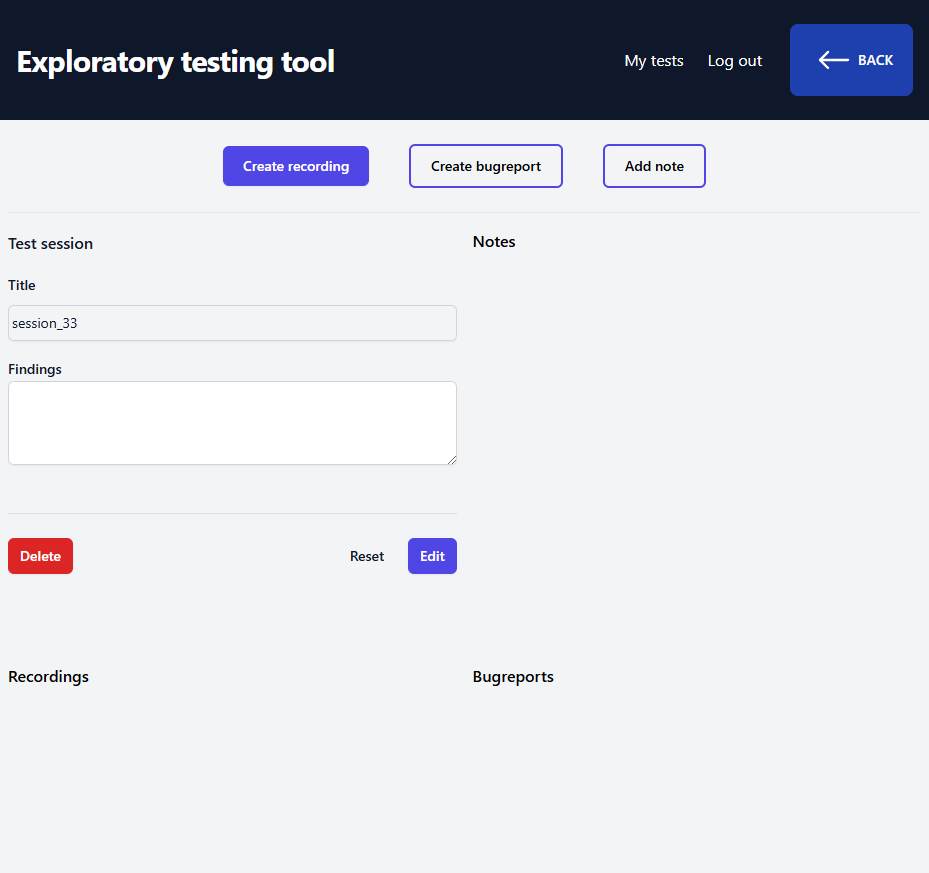 Exploratory testing tool
My tests
Log out
BACK
Create recording
Create bugreport
Add note
Test session
Notes
Title
session_33
Findings
Delete
Reset
Edit
Recordings
Bugreports